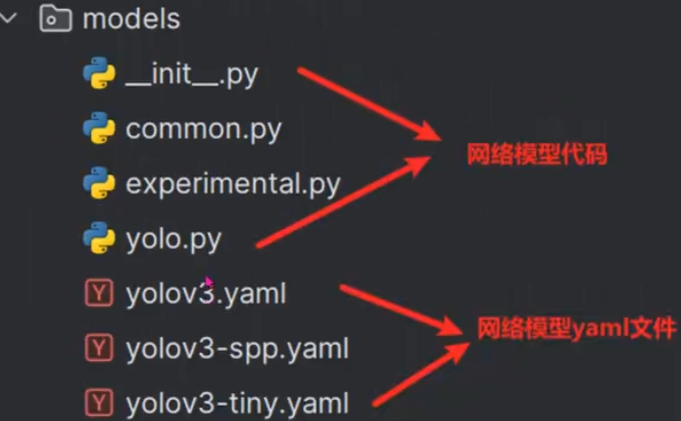 models
__init__.py
common.py
网络模型代码
experimental.py
yolo.py
yolov3.yaml
网络模型yaml文件
yolov3-spp.yaml
yolov3-tiny.yaml